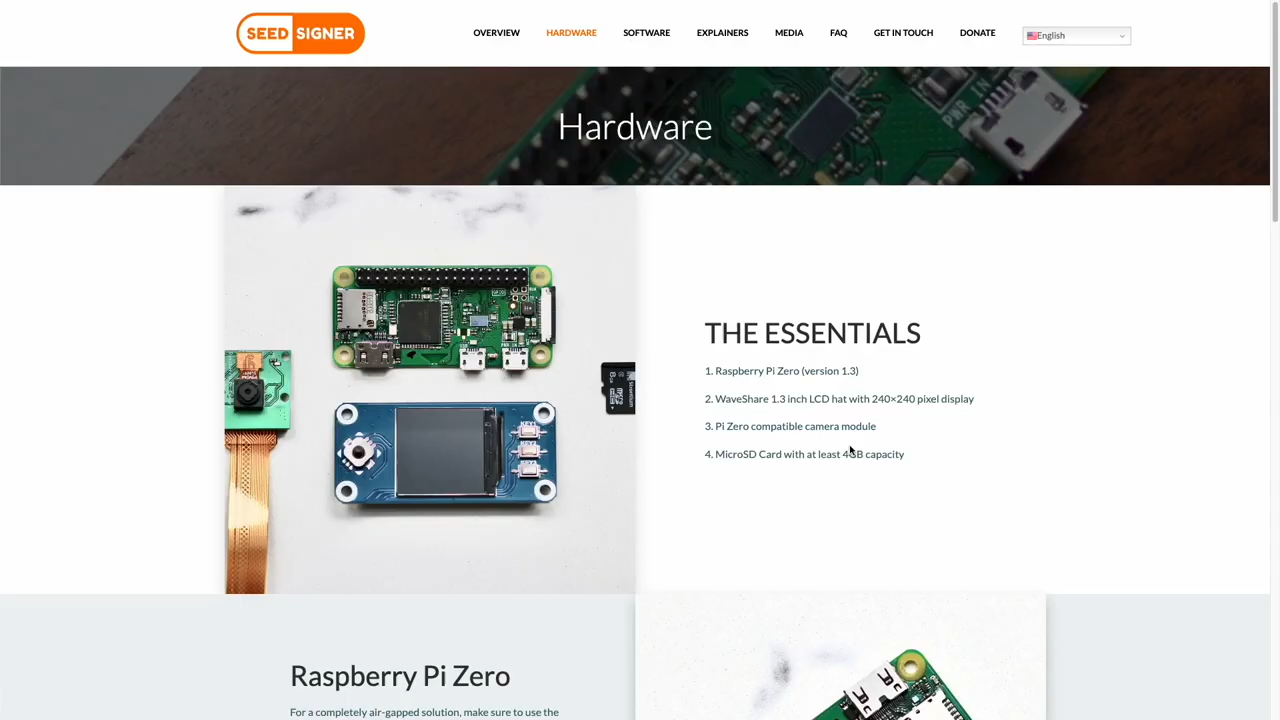 SEED SIGNER
OVERVIEW
HARDWARE
SOFTWARE
EXPLAINERS
MEDIA
FAQ
GET IN TOUCH
DONATE
English
Hardware
THE ESSENTIALS
1. Raspberry Pi Zero (version 1.3)
2. WaveShare 1.3 inch LCD hat with 240×240 pixel display
3. Pi Zero compatible camera module
4. MicroSD Card with at least 4GB capacity
Raspberry Pi Zero
For a completely air-gapped solution, make sure to use the